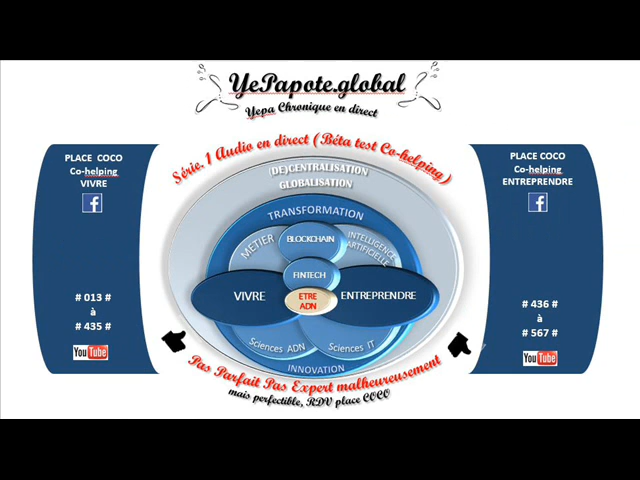 YePapote.global
Yepa Chronique en direct
Série, 1 Audio en direct ( Béta test Co-helping)
PLACE COCO
Co-helping
VIVRE
# 013 #
à
# 435 #
YouTube
(DE)CENTRALISATION
GLOBALISATION
TRANSFORMATION
METIER
BLOCKCHAIN
INTELLIGENCE
ARTIFICIELLE
FINTECH
VIVRE
ETRE
ADN
ENTREPRENDRE
Sciences ADN
Sciences IT
INNOVATION
PLACE COCO
Co-helping
ENTREPRENDRE
# 436 #
à
# 567 #
YouTube
Pas Parfait Pas Expert malheureusement
mais perfectible, RDV place COCO